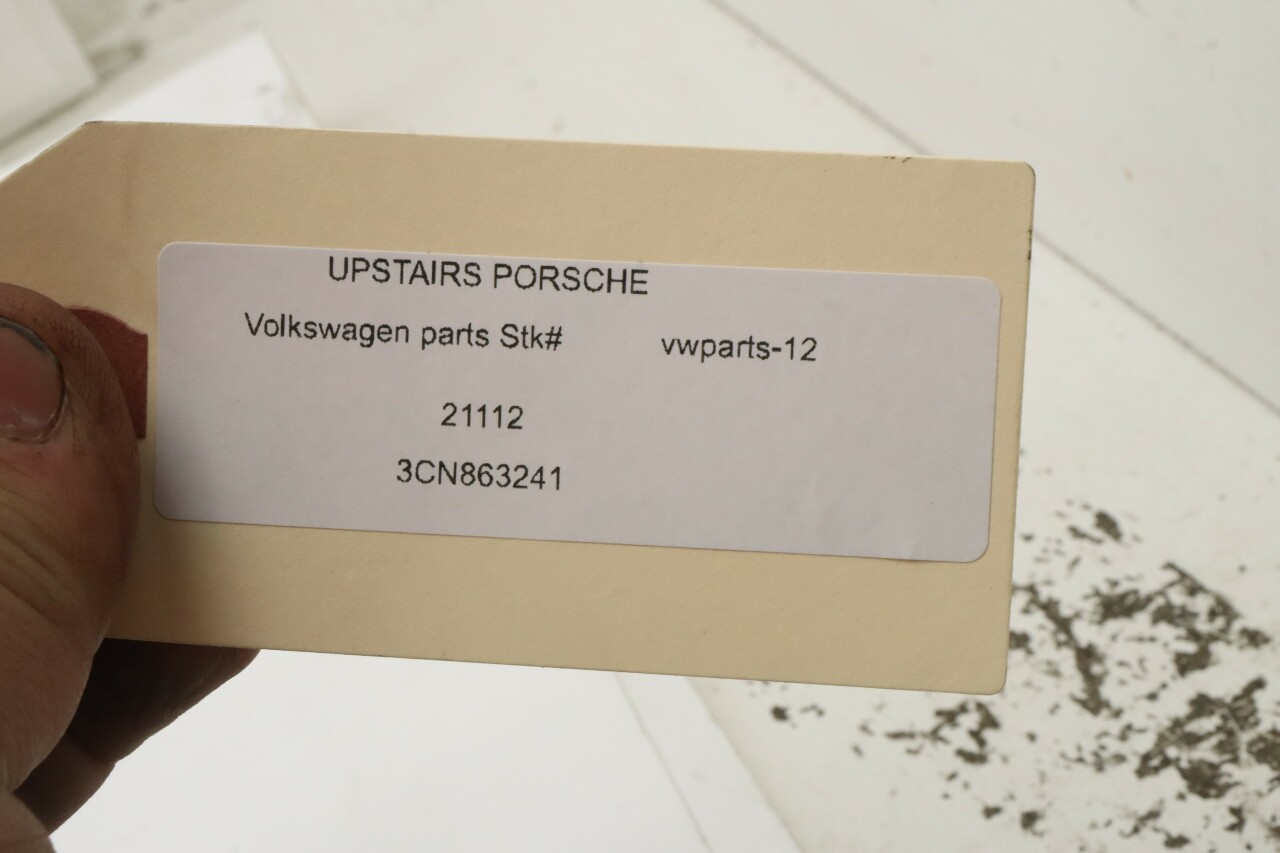 UPSTAIRS PORSCHE
Volkswagen parts Stk# vwparts-12
21112
3CN863241